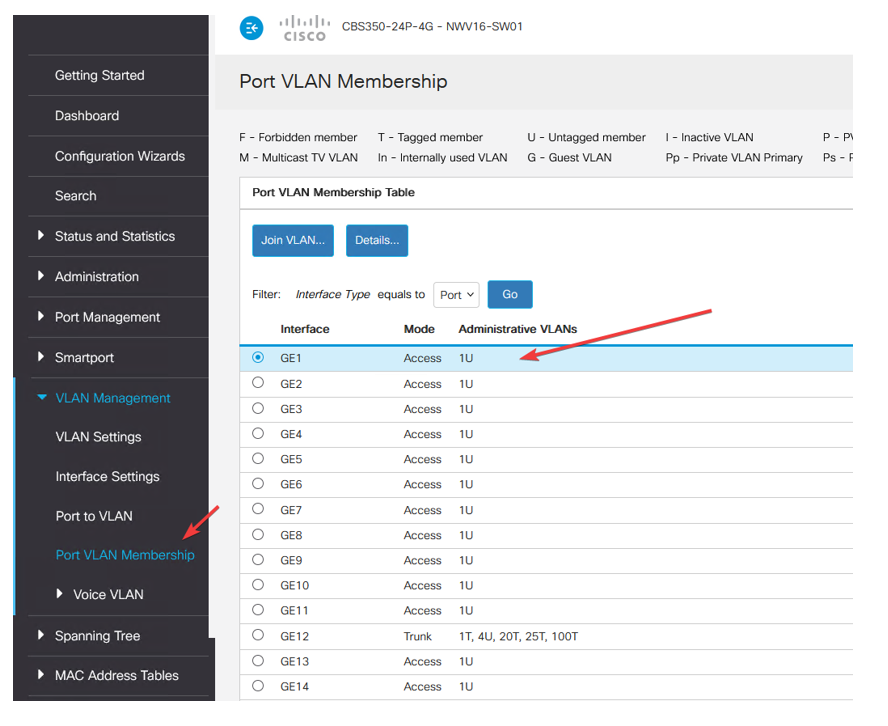 CISCO
CBS350-24P-4G - NWV16-SW01
Getting Started
Dashboard
Configuration Wizards
Search
Status and Statistics
Administration
Port Management
Smartport
VLAN Management
VLAN Settings
Interface Settings
Port to VLAN
Port VLAN Membership
Voice VLAN
Spanning Tree
MAC Address Tables
Port VLAN Membership
F - Forbidden member T - Tagged member U - Untagged member I - Inactive VLAN P - PV
M - Multicast TV VLAN In - Internally used VLAN G - Guest VLAN Pp - Private VLAN Primary Ps -
Port VLAN Membership Table
Join VLAN... Details...
Filter: Interface Type equals to Port Go
Interface Mode Administrative VLANs
GE1 Access 1U
GE2 Access 1U
GE3 Access 1U
GE4 Access 1U
GE5 Access 1U
GE6 Access 1U
GE7 Access 1U
GE8 Access 1U
GE9 Access 1U
GE10 Access 1U
GE11 Access 1U
GE12 Trunk 1T, 4U, 20T, 25T, 100T
GE13 Access 1U
GE14 Access 1U